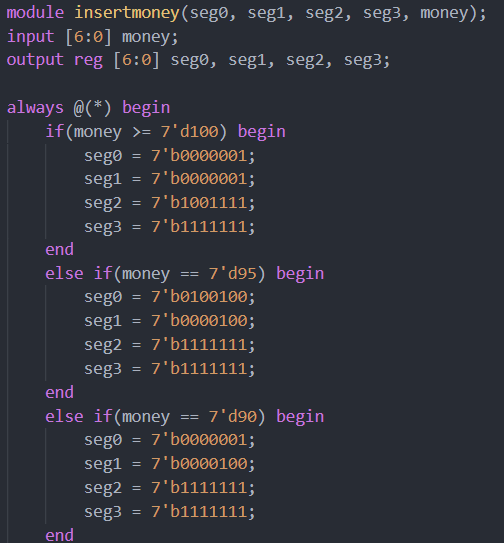 module insertmoney(seg0, seg1, seg2, seg3, money);
input [6:0] money;
output reg [6:0] seg0, seg1, seg2, seg3;

always @(*) begin
    if(money >= 7'd100) begin
        seg0 = 7'b0000001;
        seg1 = 7'b0000001;
        seg2 = 7'b1001111;
        seg3 = 7'b1111111;
    end
    else if(money == 7'd95) begin
        seg0 = 7'b0100100;
        seg1 = 7'b0000100;
        seg2 = 7'b1111111;
        seg3 = 7'b1111111;
    end
    else if(money == 7'd90) begin
        seg0 = 7'b0000001;
        seg1 = 7'b0000100;
        seg2 = 7'b1111111;
        seg3 = 7'b1111111;
    end